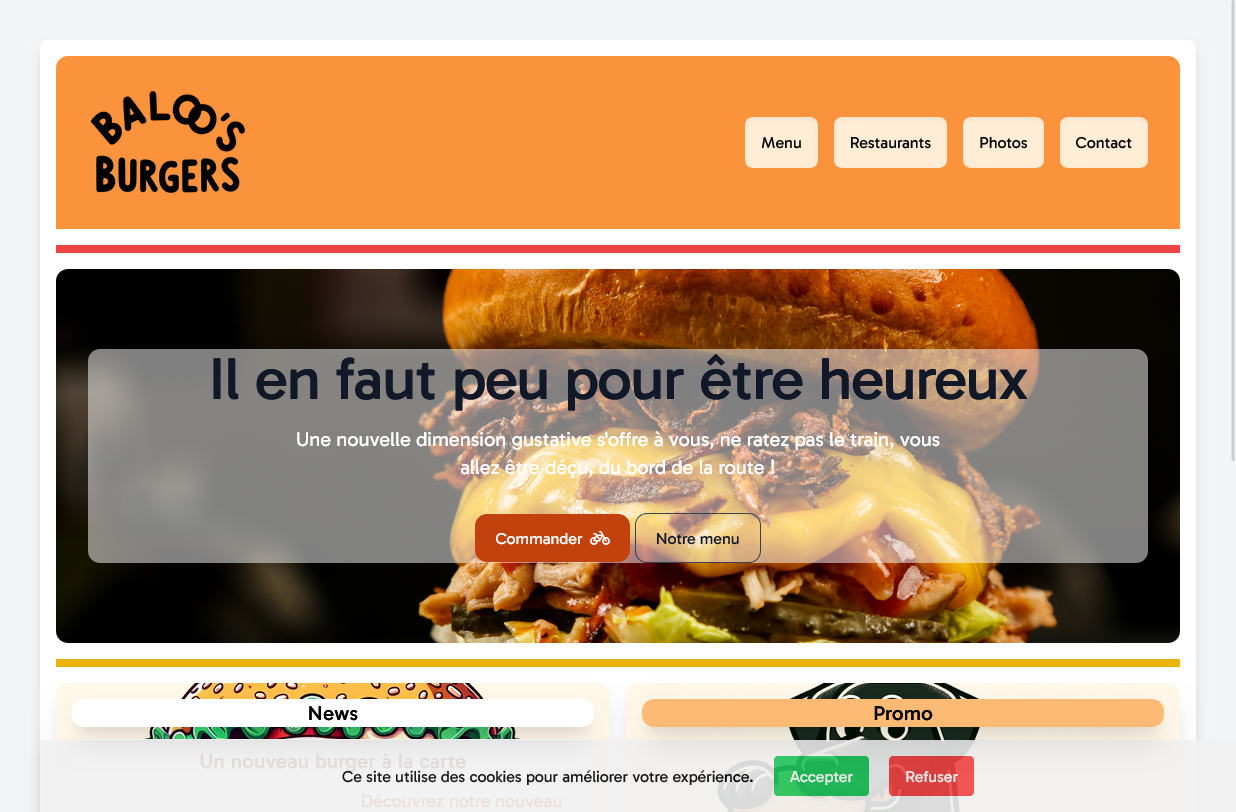 BALOO'S
BURGERS
Menu
Restaurants
Photos
Contact
Il en faut peu pour être heureux
Une nouvelle dimension gustative s'offre à vous, ne ratez pas le train, vous
allez être déçu, du bord de la route !
Commander
Notre menu
News
Promo
Un nouveau burger à la carte
Découvrez notre nouveau
Ce site utilise des cookies pour améliorer votre expérience.
Accepter
Refuser